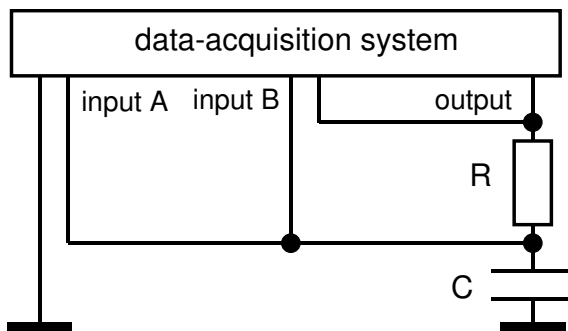 data-acquisition system
input A input B output
R
C